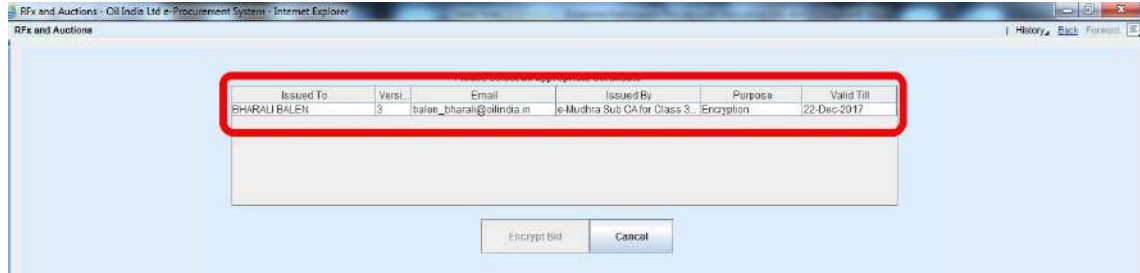 RFx and Auctions - Oil India Ltd e-Procurement System - Internet Explorer
RFx and Auctions
History Back Forward
Issued To Versi... Email Issued By Purpose Valid Till
BHARALI BALEN 3 balen_bharali@oilindia.in e-Mudhra Sub CA for Class 3... Encryption 22-Dec-2017
Encrypt Bid Cancel